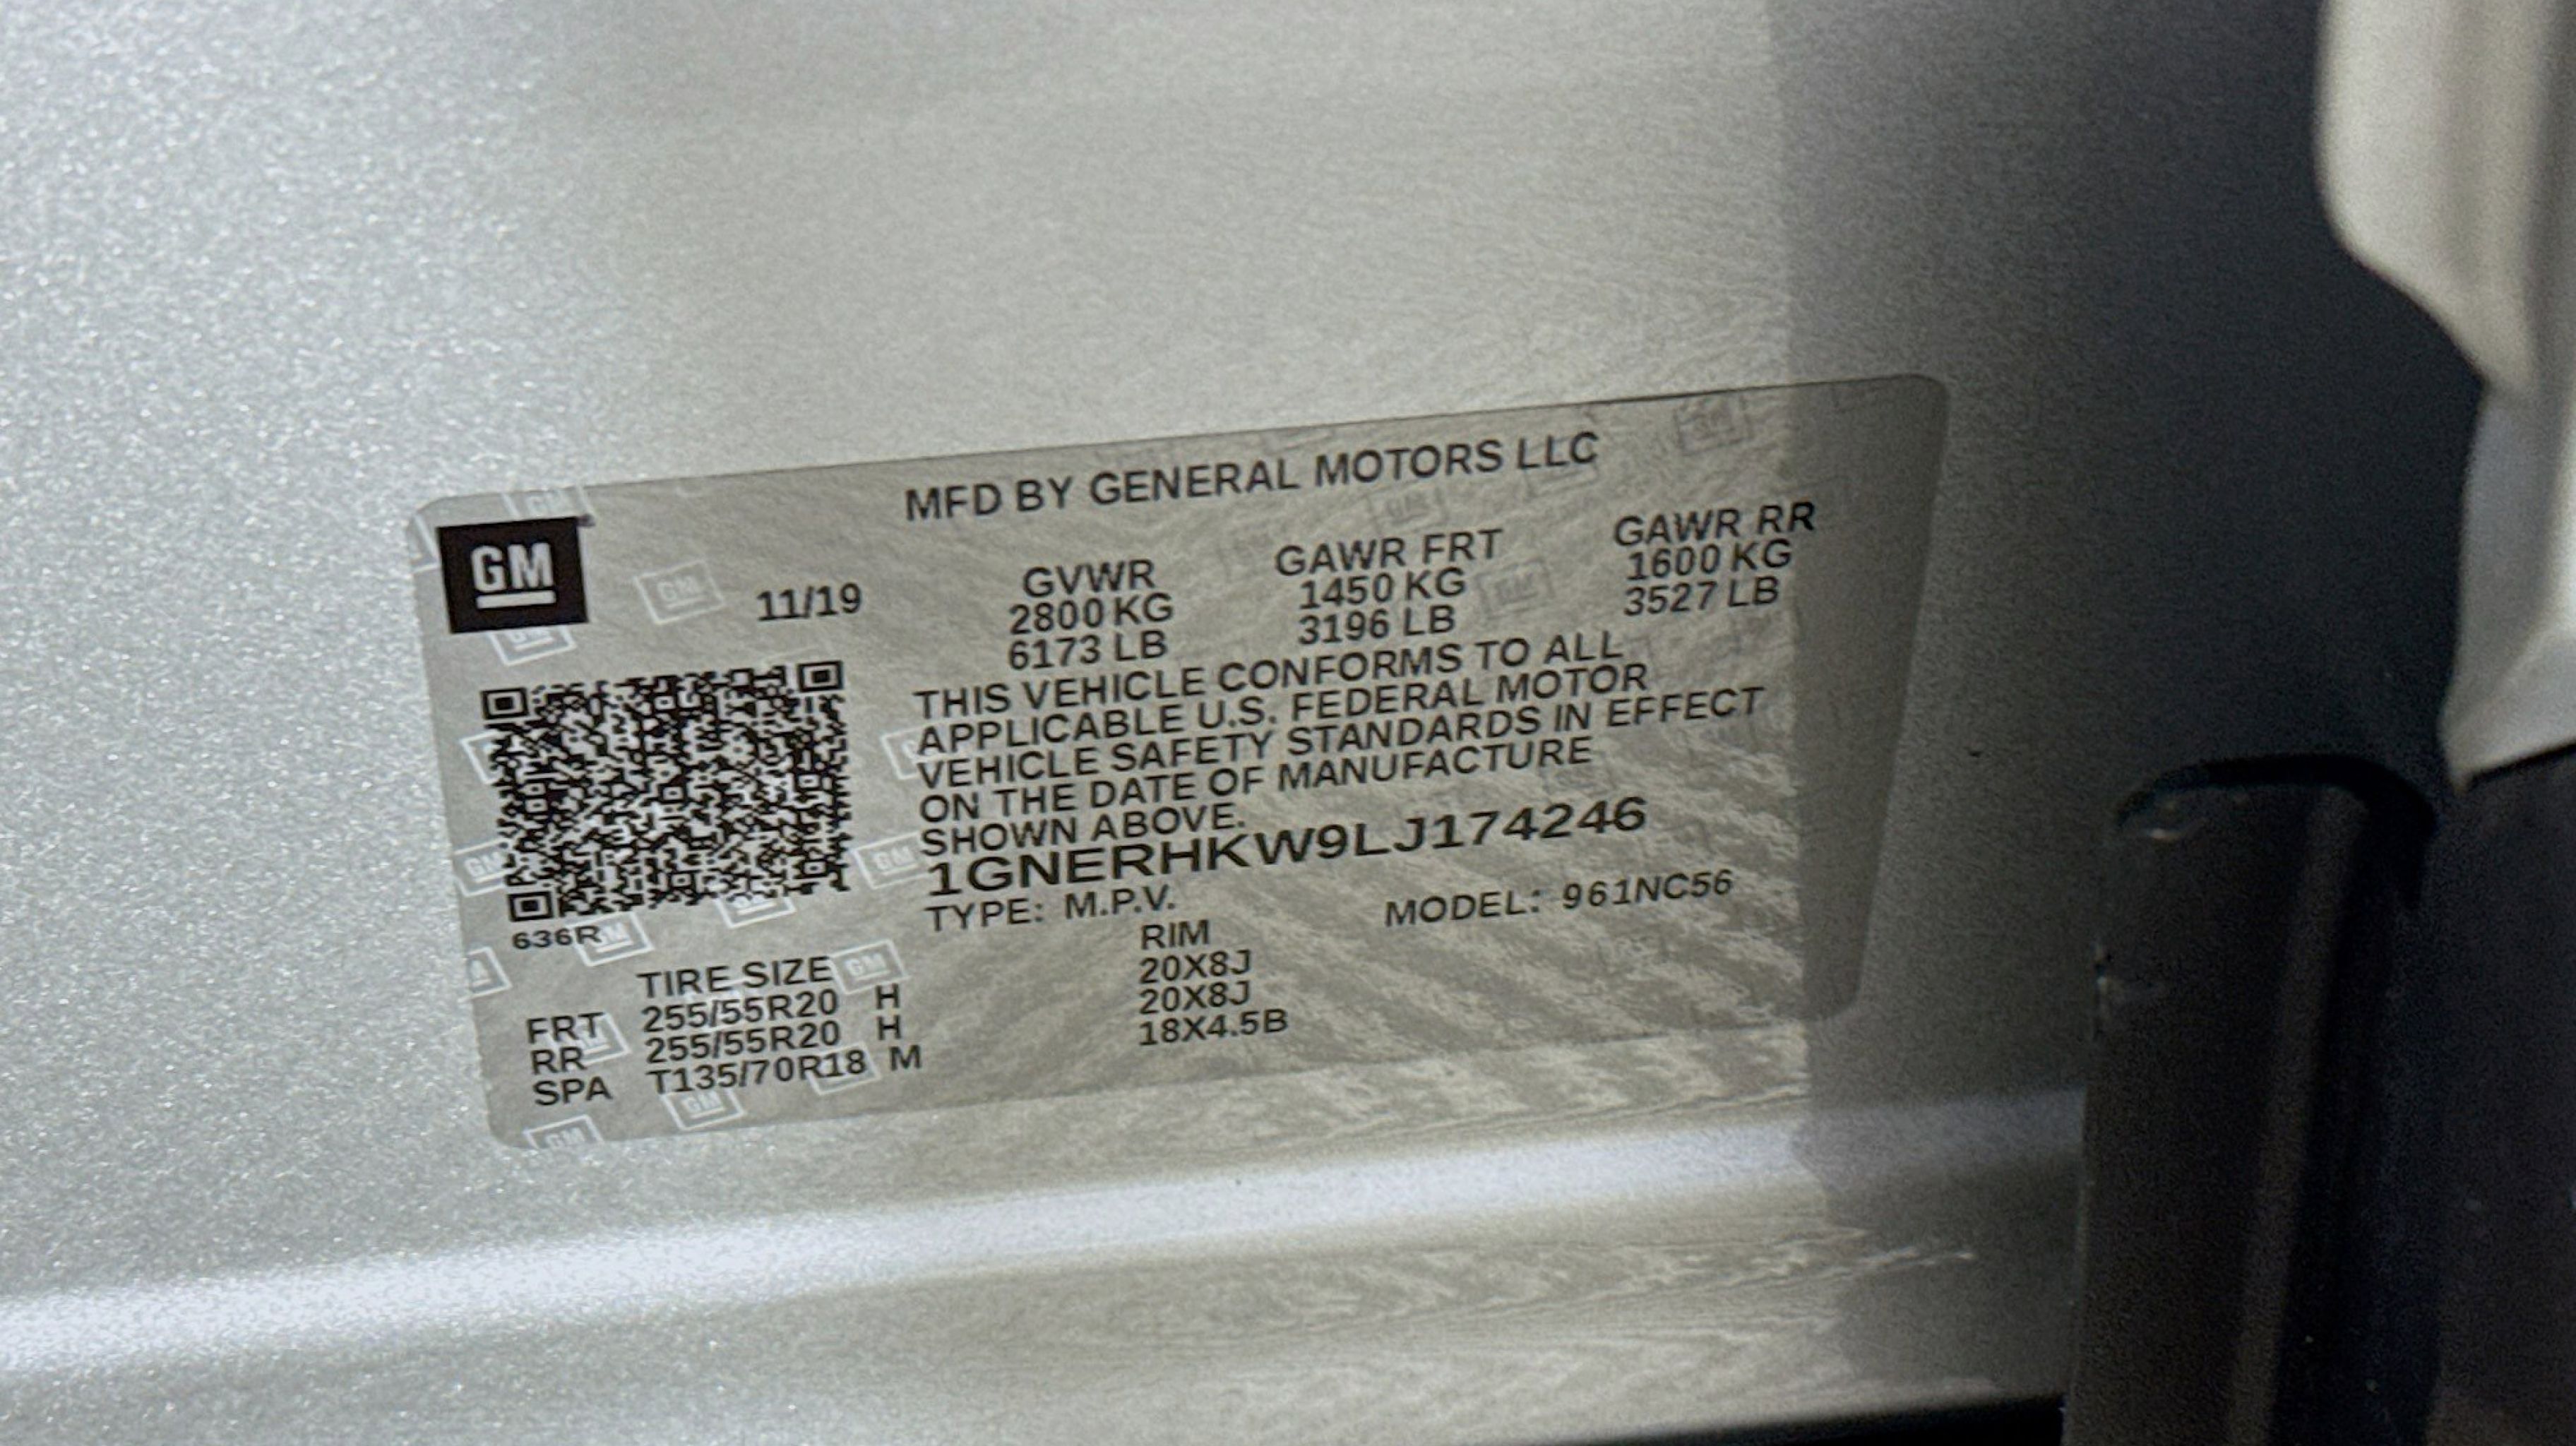 MFD BY GENERAL MOTORS LLC
GM
11/19
GVWR GAWR FRT GAWR RR
2800 KG 1450 KG 1600 KG
6173 LB 3196 LB 3527 LB
THIS VEHICLE CONFORMS TO ALL
APPLICABLE U.S. FEDERAL MOTOR
VEHICLE SAFETY STANDARDS IN EFFECT
ON THE DATE OF MANUFACTURE
SHOWN ABOVE.
1GNERHKW9LJ174246
TYPE: M.P.V. MODEL: 961NC56
636R
TIRE SIZE RIM
FRT 255/55R20 H 20X8J
RR 255/55R20 H 20X8J
SPA T135/70R18 M 18X4.5B